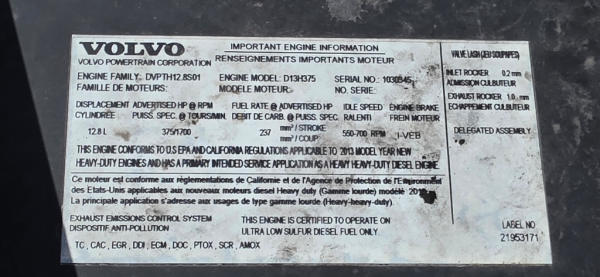 VOLVO
VOLVO POWERTRAIN CORPORATION
IMPORTANT ENGINE INFORMATION
RENSEIGNEMENTS IMPORTANTS MOTEUR
ENGINE FAMILY: DVPTH12.8S01 ENGINE MODEL: D13H375 SERIAL NO.: 1030845
FAMILLE DE MOTEURS: MODELE MOTEUR: NO. SERIE:
DISPLACEMENT ADVERTISED HP @ RPM FUEL RATE @ ADVERTISED HP IDLE SPEED ENGINE BRAKE
CYLINDRÉE PUISS. SPEC. @ TOURS/MIN. DEBIT DE CARB. @ PUISS. SPEC. RALENTI FREIN MOTEUR
12.8 L 375/1700 237 mm³/STROKE 550-700 RPM I-VEB
mm³/COUP.
THIS ENGINE CONFORMS TO U.S EPA AND CALIFORNIA REGULATIONS APPLICABLE TO 2013 MODEL YEAR NEW
HEAVY-DUTY ENGINES AND HAS A PRIMARY INTENDED SERVICE APPLICATION AS A HEAVY HEAVY-DUTY DIESEL ENGINE.
Ce moteur est conforme aux règlementations de Californie et de l'Agence de Protection de l'Environment
des Etats-Unis applicables aux nouveaux moteurs diesel Heavy duty (Gamme lourde) modélé
La principale application s'adresse aux usages de type gamme lourde (Heavy-heavy-duty).
EXHAUST EMISSIONS CONTROL SYSTEM
DISPOSITIF ANTI-POLLUTION
THIS ENGINE IS CERTIFIED TO OPERATE ON
ULTRA LOW SULFUR DIESEL FUEL ONLY.
TC , CAC , EGR , DDI , ECM , DOC , PTOX , SCR , AMOX
VALVE LASH (JEU SOUPAPES)
INLET ROCKER 0.2 mm
ADMISSION CULBUTEUR
EXHAUST ROCKER 1.0 mm
ECHAPPEMENT CULBUTEUR
DELEGATED ASSEMBLY
LABEL NO
21953171